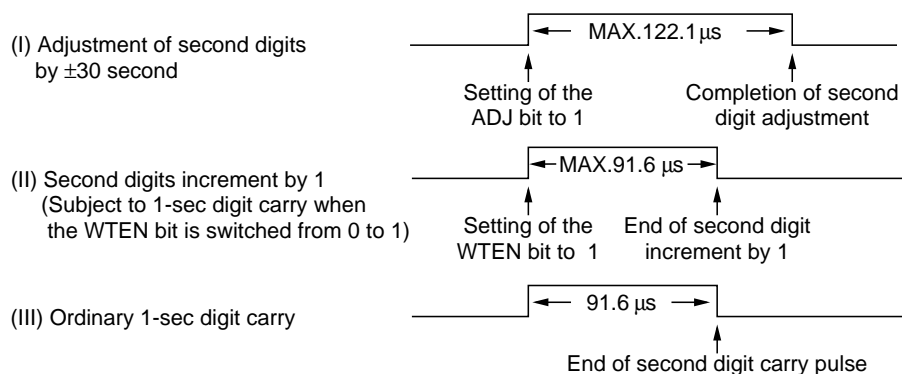 (I) Adjustment of second digits
by ±30 second
MAX.122.1 µs
Setting of the
ADJ bit to 1
Completion of second
digit adjustment
(II) Second digits increment by 1
(Subject to 1-sec digit carry when
the WTEN bit is switched from 0 to 1)
MAX.91.6 µs
Setting of the
WTEN bit to 1
End of second digit
increment by 1
(III) Ordinary 1-sec digit carry
91.6 µs
End of second digit carry pulse